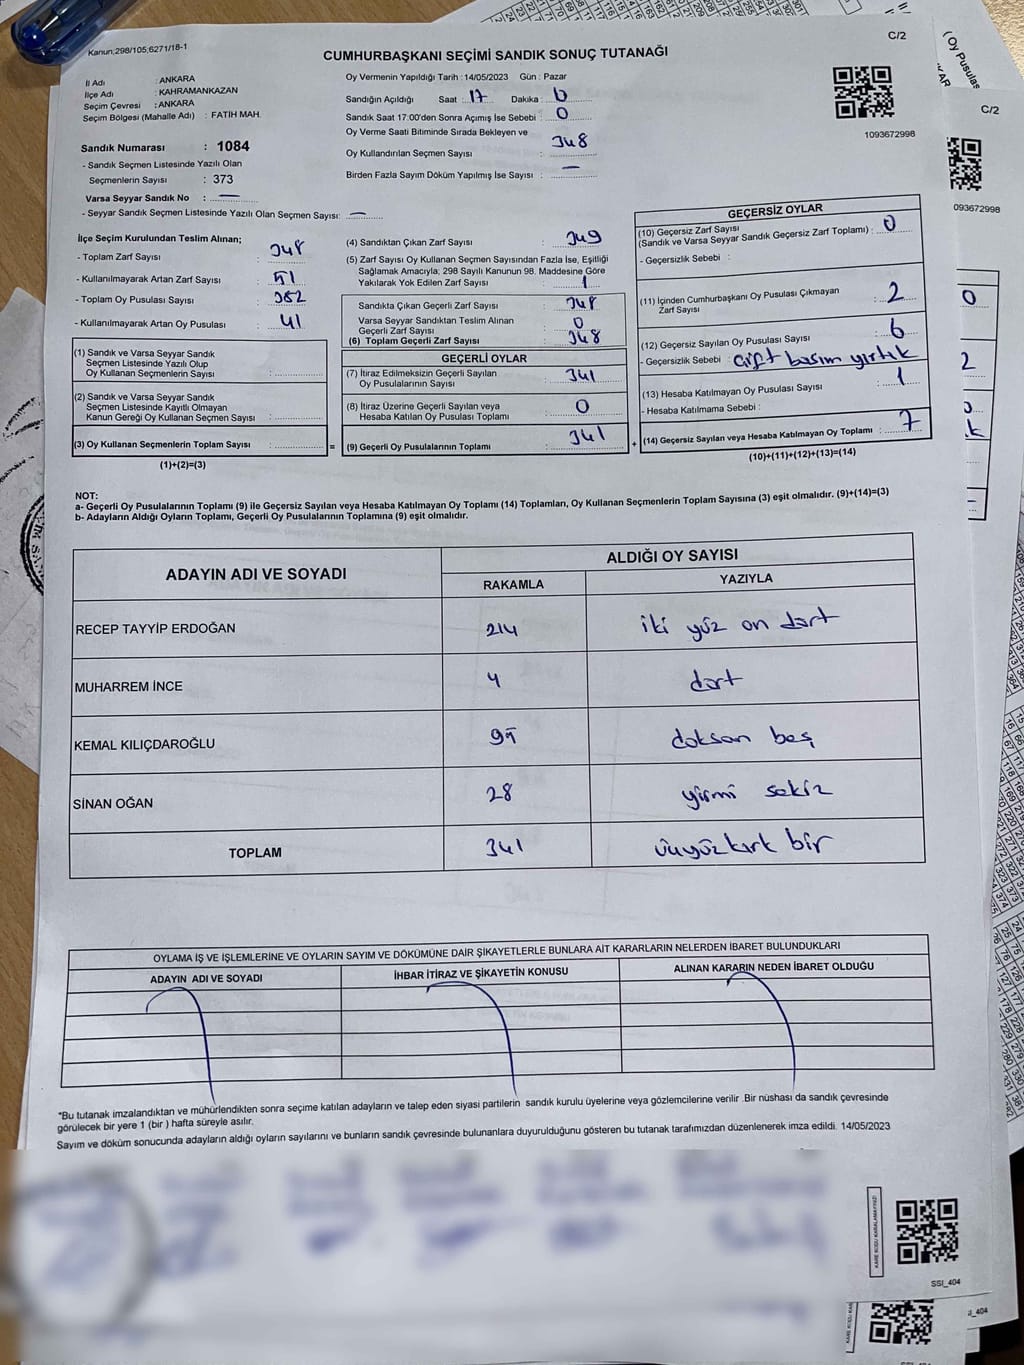 Kanun;298/105,6271/18-1
C/2
CUMHURBAŞKANI SEÇİMİ SANDIK SONUÇ TUTANAĞI
İl Adı : ANKARA
İlçe Adı : KAHRAMANKAZAN
Seçim Çevresi : ANKARA
Seçim Bölgesi (Mahalle Adı) : FATİH MAH.
Sandık Numarası : 1084
- Sandık Seçmen Listesinde Yazılı Olan
Seçmenlerin Sayısı : 373
Varsa Seyyar Sandık No : —
- Seyyar Sandık Seçmen Listesinde Yazılı Olan Seçmen Sayısı: —
Oy Vermenin Yapıldığı Tarih : 14/05/2023 Gün : Pazar
Sandığın Açıldığı Saat : 17 Dakika : 0
Sandık Saat 17:00'den Sonra Açımış İse Sebebi : 0
Oy Verme Saati Bitiminde Sırada Bekleyen ve
Oy Kullandırılan Seçmen Sayısı : 348
Birden Fazla Sayım Döküm Yapılmış İse Sayısı : —
1093672998
İlçe Seçim Kurulundan Teslim Alınan;
- Toplam Zarf Sayısı : 348
- Kullanılmayarak Artan Zarf Sayısı : 51
- Toplam Oy Pusulası Sayısı : 382
- Kullanılmayarak Artan Oy Pusulası : 41
(1) Sandık ve Varsa Seyyar Sandık
Seçmen Listesinde Yazılı Olup
Oy Kullanan Seçmenlerin Sayısı :
(2) Sandık ve Varsa Seyyar Sandık
Seçmen Listesinde Kayıtlı Olmayan
Kanun Gereği Oy Kullanan Seçmen Sayısı :
(3) Oy Kullanan Seçmenlerin Toplam Sayısı : =
(1)+(2)=(3)
(4) Sandıktan Çıkan Zarf Sayısı : 349
(5) Zarf Sayısı Oy Kullanan Seçmen Sayısından Fazla İse, Eşitliği
Sağlamak Amacıyla; 298 Sayılı Kanunun 98. Maddesine Göre
Yakılarak Yok Edilen Zarf Sayısı : 1
Sandıkta Çıkan Geçerli Zarf Sayısı : 348
Varsa Seyyar Sandıktan Teslim Alınan
Geçerli Zarf Sayısı : 0
(6) Toplam Geçerli Zarf Sayısı : 348
GEÇERLİ OYLAR
(7) İtiraz Edilmeksizin Geçerli Sayılan
Oy Pusulalarının Sayısı : 341
(8) İtiraz Üzerine Geçerli Sayılan veya
Hesaba Katılan Oy Pusulası Toplamı : 0
(9) Geçerli Oy Pusulalarının Toplamı : 341 +
GEÇERSİZ OYLAR
(10) Geçersiz Zarf Sayısı
(Sandık ve Varsa Seyyar Sandık Geçersiz Zarf Toplamı) : 0
- Geçersizlik Sebebi :
(11) İçinden Cumhurbaşkanı Oy Pusulası Çıkmayan
Zarf Sayısı : 2
(12) Geçersiz Sayılan Oy Pusulası Sayısı : 6
- Geçersizlik Sebebi : Çift basım yırtık
(13) Hesaba Katılmayan Oy Pusulası Sayısı : 1
- Hesaba Katılmama Sebebi :
(14) Geçersiz Sayılan veya Hesaba Katılmayan Oy Toplamı : 7
(10)+(11)+(12)+(13)=(14)
NOT:
a- Geçerli Oy Pusulalarının Toplamı (9) ile Geçersiz Sayılan veya Hesaba Katılmayan Oy Toplamı (14) Toplamları, Oy Kullanan Seçmenlerin Toplam Sayısına (3) eşit olmalıdır. (9)+(14)=(3)
b- Adayların Aldığı Oyların Toplamı, Geçerli Oy Pusulalarının Toplamına (9) eşit olmalıdır.
ADAYIN ADI VE SOYADI
ALDIĞI OY SAYISI
RAKAMLA YAZIYLA
RECEP TAYYİP ERDOĞAN 214 iki yüz on dört
MUHARREM İNCE 4 dört
KEMAL KILIÇDAROĞLU 95 doksan beş
SİNAN OĞAN 28 yirmi sekiz
TOPLAM 341 üçyüzkırk bir
OYLAMA İŞ VE İŞLEMLERİNE VE OYLARIN SAYIM VE DÖKÜMÜNE DAİR ŞİKAYETLERLE BUNLARA AİT KARARLARIN NELERDEN İBARET BULUNDUKLARI
ADAYIN ADI VE SOYADI İHBAR İTİRAZ VE ŞİKAYETİN KONUSU ALINAN KARARIN NEDEN İBARET OLDUĞU
*Bu tutanak imzalandıktan ve mühürlendikten sonra seçime katılan adayların ve talep eden siyasi partilerin sandık kurulu üyelerine veya gözlemcilerine verilir .Bir nüshası da sandık çevresinde
görülecek bir yere 1 (bir ) hafta süreyle asılır.
Sayım ve döküm sonucunda adayların aldığı oyların sayılarını ve bunların sandık çevresinde bulunanlara duyurulduğunu gösteren bu tutanak tarafımızdan düzenlenerek imza edildi. 14/05/2023
KARE KODU KARALAMAYINIZ!
SSİ_404
( Oy Pusulas
C/2
093672998
0
2